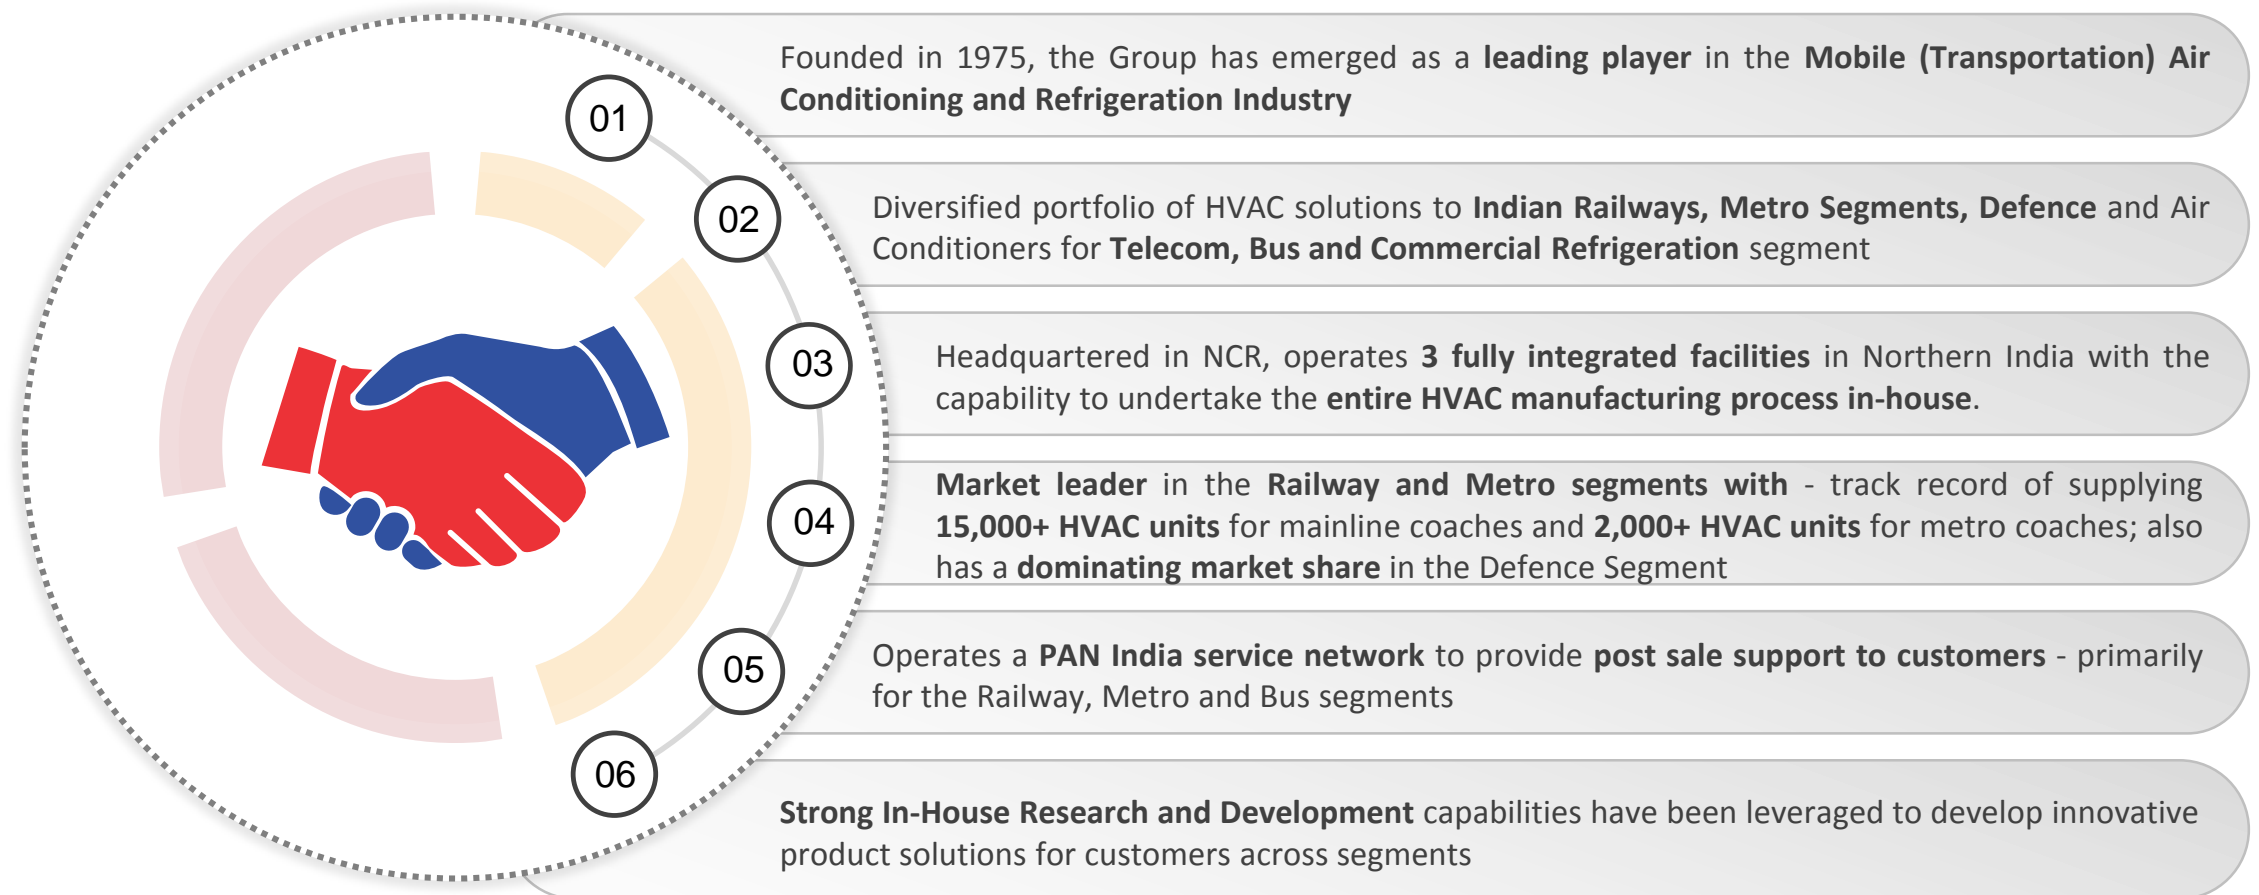 01
Founded in 1975, the Group has emerged as a leading player in the Mobile (Transportation) Air
Conditioning and Refrigeration Industry
02
Diversified portfolio of HVAC solutions to Indian Railways, Metro Segments, Defence and Air
Conditioners for Telecom, Bus and Commercial Refrigeration segment
03
Headquartered in NCR, operates 3 fully integrated facilities in Northern India with the
capability to undertake the entire HVAC manufacturing process in-house.
04
Market leader in the Railway and Metro segments with - track record of supplying
15,000+ HVAC units for mainline coaches and 2,000+ HVAC units for metro coaches; also
has a dominating market share in the Defence Segment
05
Operates a PAN India service network to provide post sale support to customers - primarily
for the Railway, Metro and Bus segments
06
Strong In-House Research and Development capabilities have been leveraged to develop innovative
product solutions for customers across segments